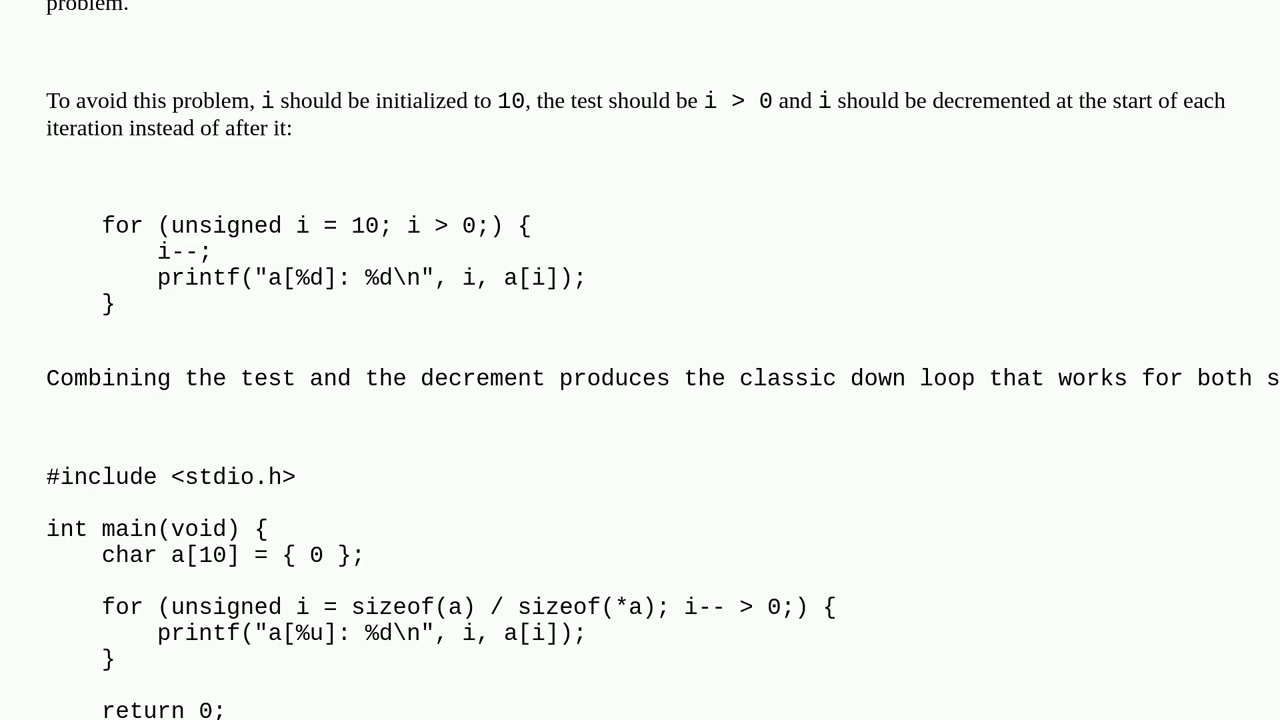 problem.
To avoid this problem, i should be initialized to 10, the test should be i > 0 and i should be decremented at the start of each
iteration instead of after it:
    for (unsigned i = 10; i > 0;) {
        i--;
        printf("a[%d]: %d\n", i, a[i]);
    }
Combining the test and the decrement produces the classic down loop that works for both s
#include <stdio.h>
int main(void) {
    char a[10] = { 0 };
    for (unsigned i = sizeof(a) / sizeof(*a); i-- > 0;) {
        printf("a[%u]: %d\n", i, a[i]);
    }
    return 0;